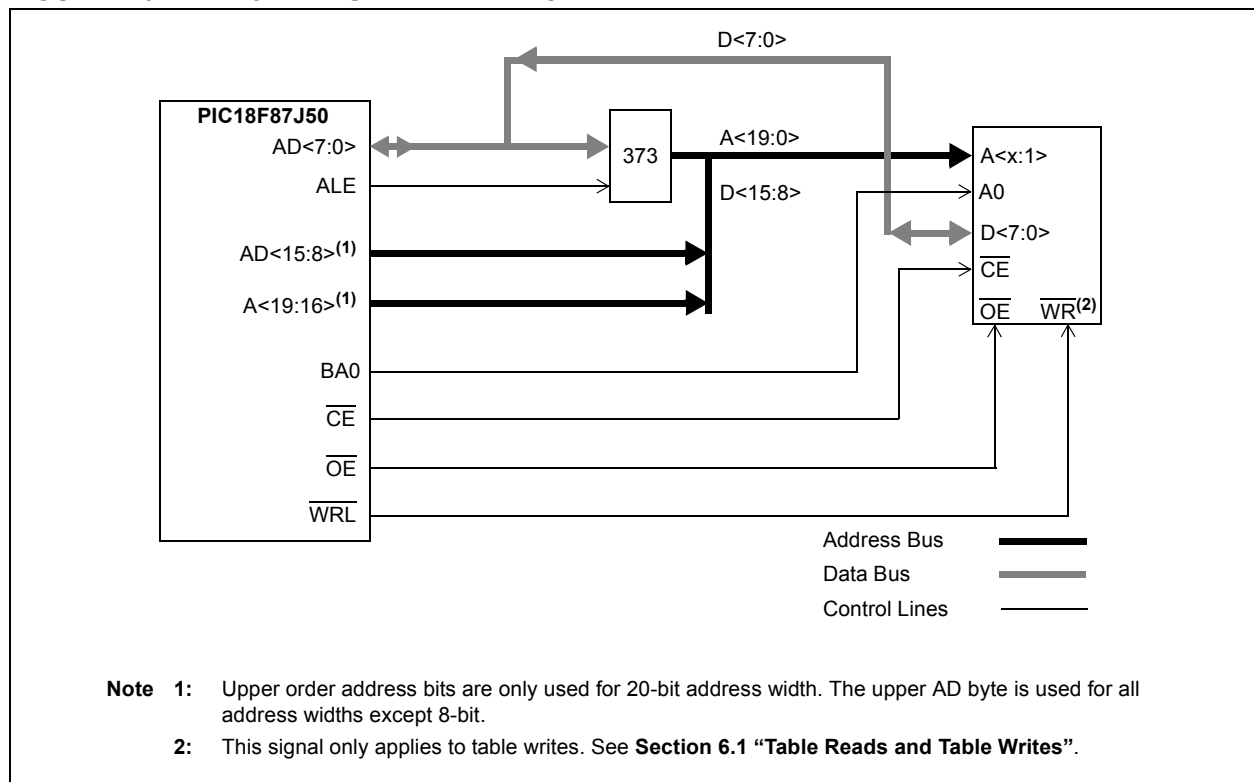 D<7:0>
PIC18F87J50
AD<7:0>
373
A<19:0>
A<x:1>
ALE
D<15:8>
A0
AD<15:8>(1)
D<7:0>
CE
A<19:16>(1)
OE WR(2)
BA0
CE
OE
WRL
Address Bus
Data Bus
Control Lines
Note 1: Upper order address bits are only used for 20-bit address width. The upper AD byte is used for all
address widths except 8-bit.
2: This signal only applies to table writes. See Section 6.1 “Table Reads and Table Writes”.